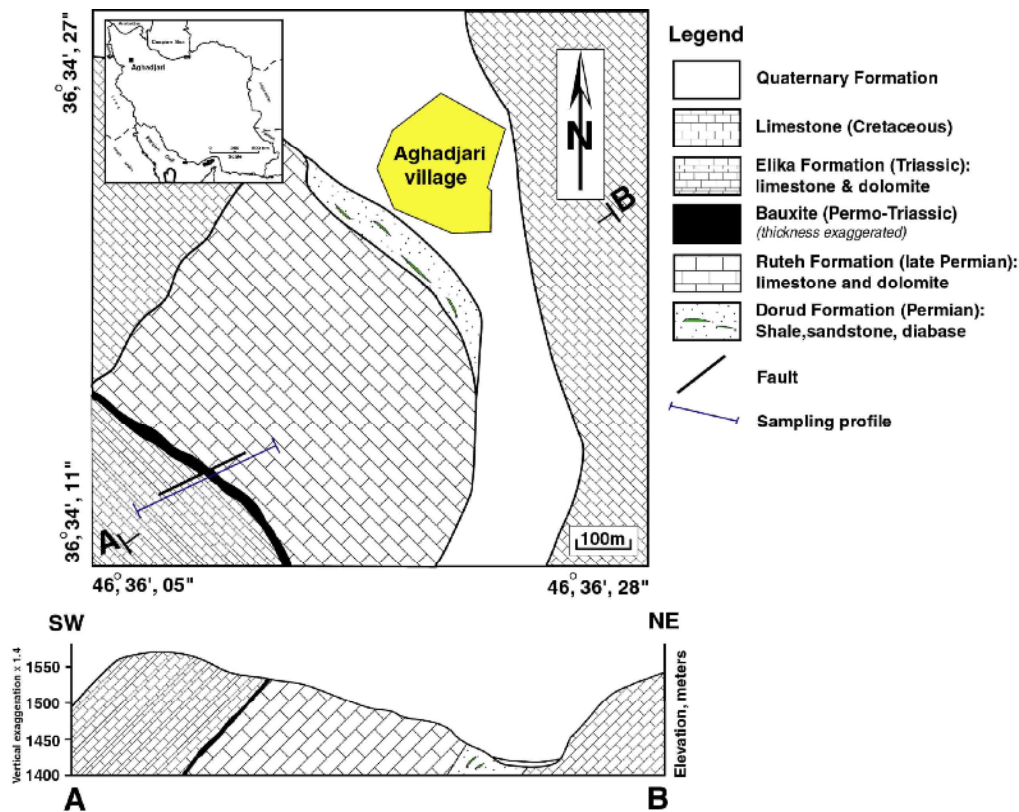 Caspian Sea
Aghadjari
Scale
36°, 34', 27"
36°, 34', 11"
Aghadjari
village
N
B
A
100m
46°, 36', 05"
46°, 36', 28"
Legend
Quaternary Formation
Limestone (Cretaceous)
Elika Formation (Triassic):
limestone & dolomite
Bauxite (Permo-Triassic)
(thickness exaggerated)
Ruteh Formation (late Permian):
limestone and dolomite
Dorud Formation (Permian):
Shale,sandstone, diabase
Fault
Sampling profile
SW
NE
Vertical exaggeration x 1.4
1550
1500
1450
1400
Elevation, meters
A
B